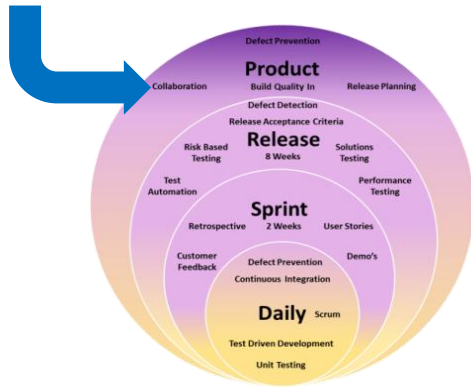 Defect Prevention
Product
Collaboration Build Quality In Release Planning
Defect Detection
Release Acceptance Criteria
Risk Based Testing Release Solutions Testing
8 Weeks
Test Automation Performance Testing
Sprint
Retrospective 2 Weeks User Stories
Customer Feedback Demo's
Defect Prevention
Continuous Integration
Daily Scrum
Test Driven Development
Unit Testing